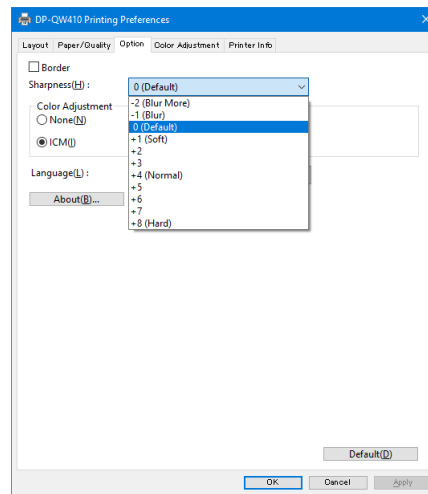 DP-QW410 Printing Preferences
Layout Paper/Quality Option Color Adjustment Printer Info
Border
Sharpness(H) : 0 (Default)
-2 (Blur More)
-1 (Blur)
0 (Default)
+1 (Soft)
+2
+3
+4 (Normal)
+5
+6
+7
+8 (Hard)
Color Adjustment
None(N)
ICM(I)
Language(L) :
About(B)...
Default(D)
OK Cancel Apply